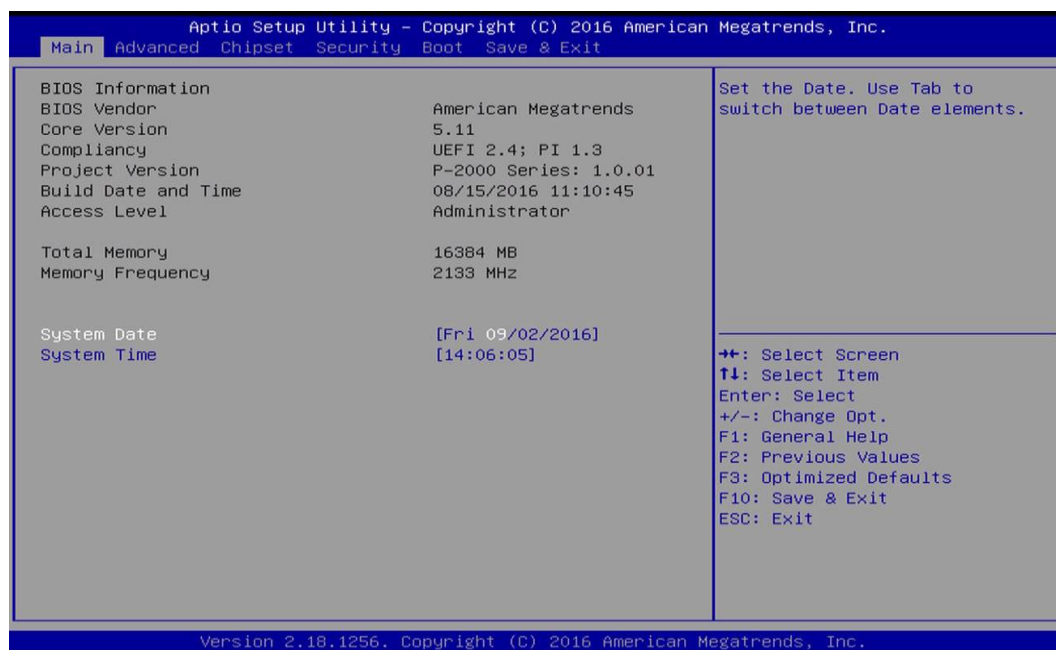 Aptio Setup Utility – Copyright (C) 2016 American Megatrends, Inc.
Main Advanced Chipset Security Boot Save & Exit
BIOS Information
BIOS Vendor American Megatrends
Core Version 5.11
Compliancy UEFI 2.4; PI 1.3
Project Version P-2000 Series: 1.0.01
Build Date and Time 08/15/2016 11:10:45
Access Level Administrator
Total Memory 16384 MB
Memory Frequency 2133 MHz
System Date [Fri 09/02/2016]
System Time [14:06:05]
Set the Date. Use Tab to
switch between Date elements.
→←: Select Screen
↑↓: Select Item
Enter: Select
+/-: Change Opt.
F1: General Help
F2: Previous Values
F3: Optimized Defaults
F10: Save & Exit
ESC: Exit
Version 2.18.1256. Copyright (C) 2016 American Megatrends, Inc.